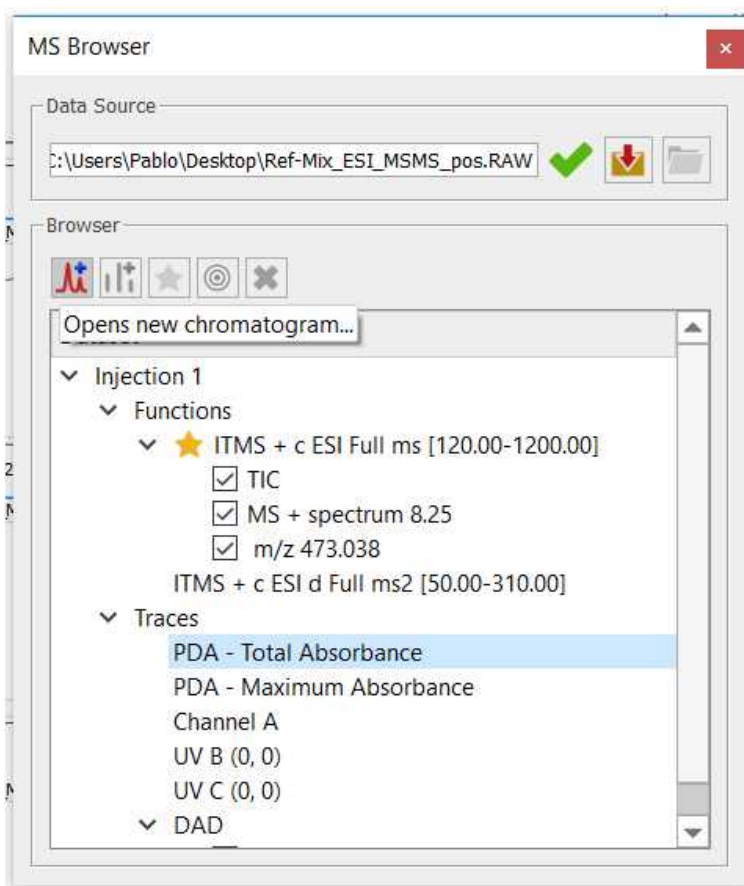 MS Browser
Data Source
C:\Users\Pablo\Desktop\Ref-Mix_ESI_MSMS_pos.RAW
Browser
Opens new chromatogram...
Injection 1
Functions
ITMS + c ESI Full ms [120.00-1200.00]
TIC
MS + spectrum 8.25
m/z 473.038
ITMS + c ESI d Full ms2 [50.00-310.00]
Traces
PDA - Total Absorbance
PDA - Maximum Absorbance
Channel A
UV B (0, 0)
UV C (0, 0)
DAD